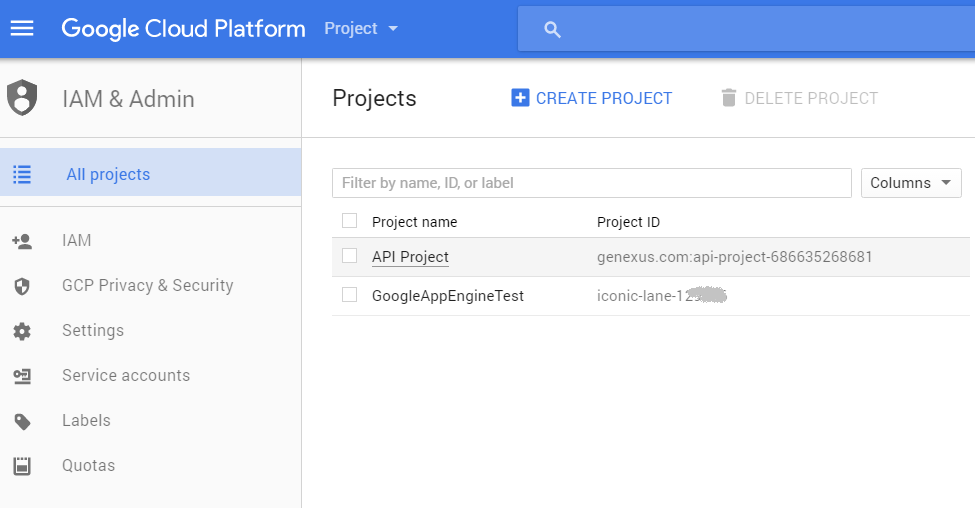 Google Cloud Platform Project
IAM & Admin
Projects CREATE PROJECT DELETE PROJECT
All projects
Filter by name, ID, or label Columns
Project name Project ID
IAM
API Project genexus.com:api-project-686635268681
GCP Privacy & Security
GoogleAppEngineTest iconic-lane-12
Settings
Service accounts
Labels
Quotas